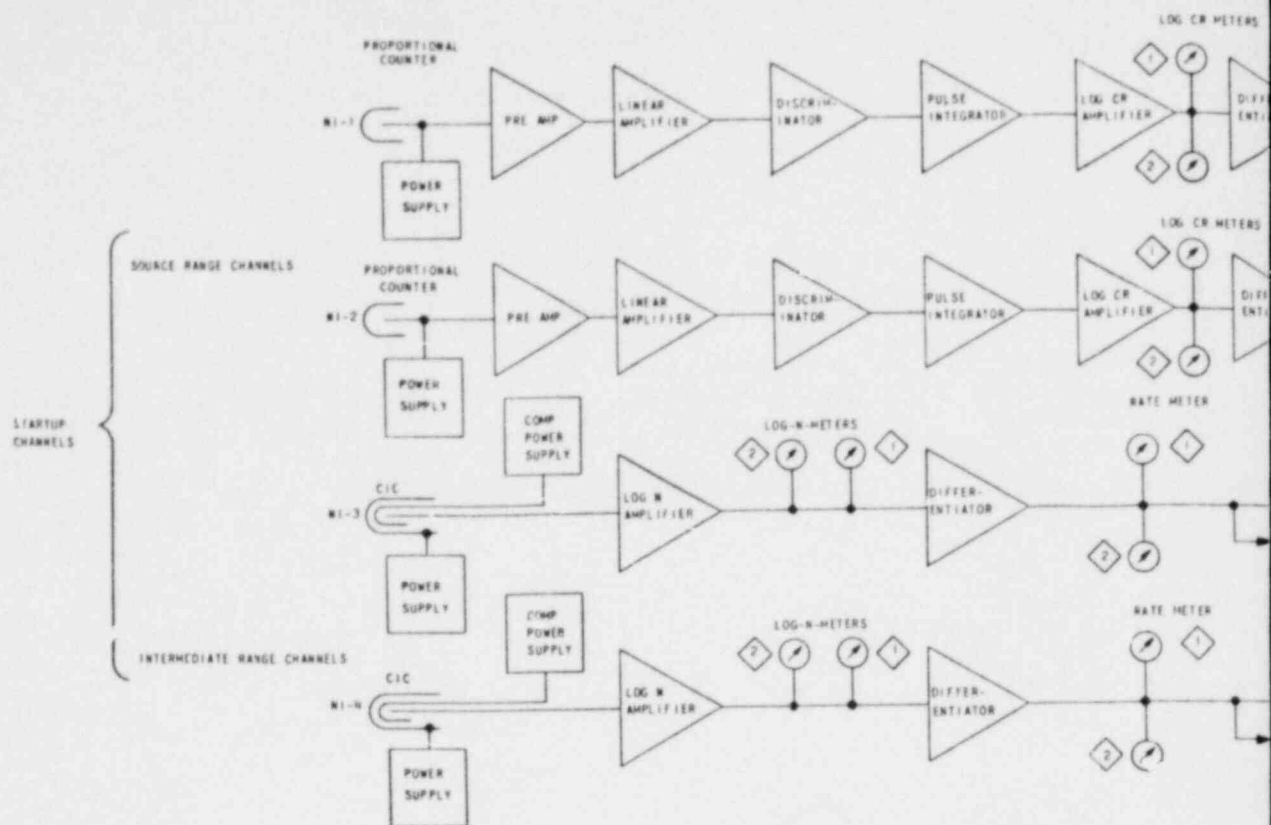 LOG CR METERS
PROPORTIONAL
COUNTER
1
NI-1
PRE AMP
LINEAR
AMPLIFIER
DISCRIM-
INATOR
PULSE
INTEGRATOR
LOG CR
AMPLIFIER
2
POWER
SUPPLY
LOG CR METERS
SOURCE RANGE CHANNELS
PROPORTIONAL
COUNTER
1
NI-2
PRE AMP
LINEAR
AMPLIFIER
DISCRIM-
INATOR
PULSE
INTEGRATOR
LOG CR
AMPLIFIER
2
POWER
SUPPLY
RATE METER
STARTUP
CHANNELS
COMP
POWER
SUPPLY
LOG-N-METERS
2
1
1
CIC
NI-3
LOG N
AMPLIFIER
DIFFER-
ENTIATOR
2
POWER
SUPPLY
COMP
POWER
SUPPLY
LOG-N-METERS
RATE METER
INTERMEDIATE RANGE CHANNELS
2
1
1
CIC
NI-4
LOG N
AMPLIFIER
DIFFER-
ENTIATOR
2
POWER
SUPPLY